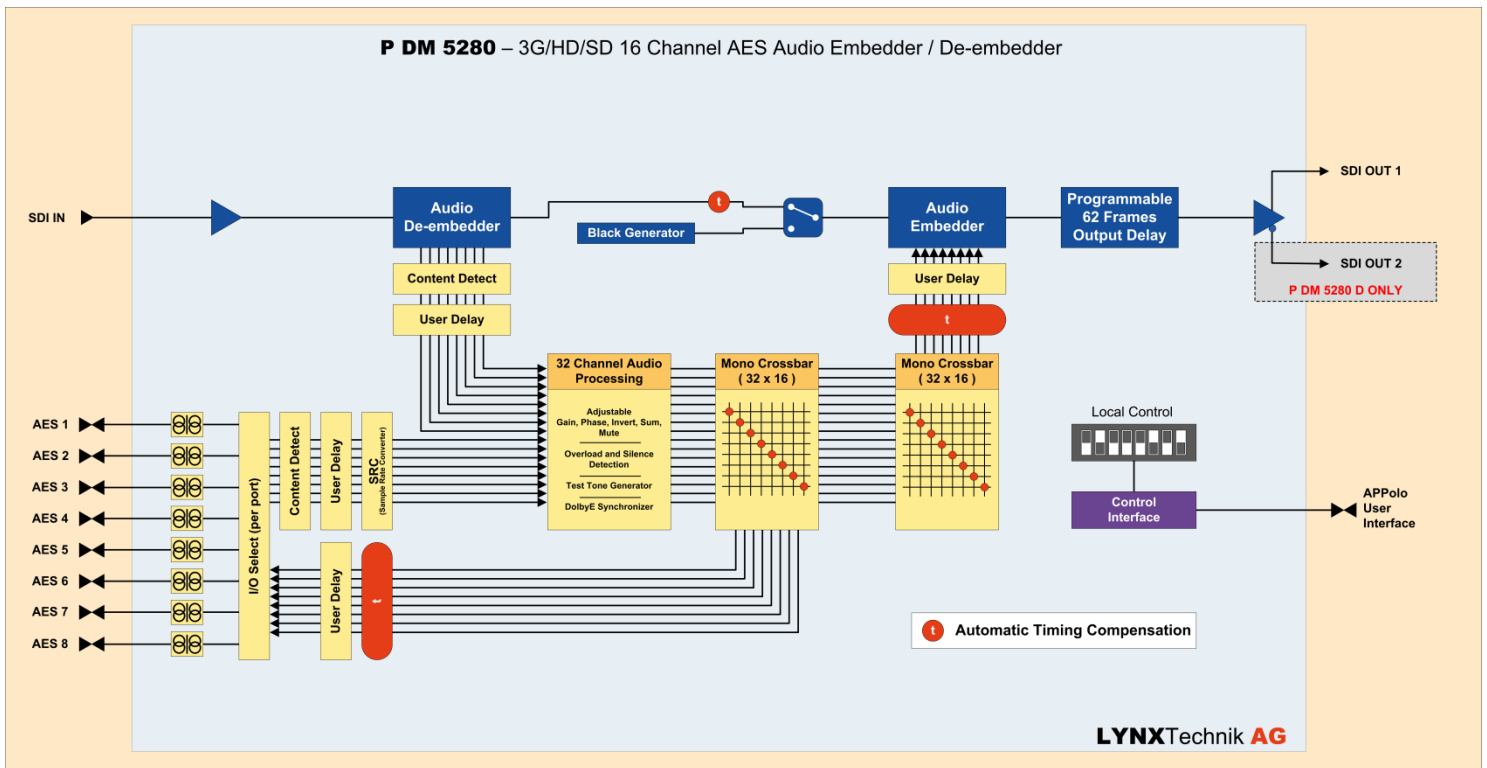 P DM 5280 – 3G/HD/SD 16 Channel AES Audio Embedder / De-embedder
SDI IN
Audio
De-embedder
t
Black Generator
Audio
Embedder
Programmable
62 Frames
Output Delay
SDI OUT 1
SDI OUT 2
P DM 5280 D ONLY
Content Detect
User Delay
User Delay
t
32 Channel Audio
Processing
Adjustable
Gain, Phase, Invert, Sum,
Mute
Overload and Silence
Detection
Test Tone Generator
DolbyE Synchronizer
Mono Crossbar
( 32 x 16 )
Mono Crossbar
( 32 x 16 )
AES 1
AES 2
AES 3
AES 4
AES 5
AES 6
AES 7
AES 8
I/O Select (per port)
Content Detect
User Delay
SRC
(Sample Rate Converter)
User Delay
t
Local Control
Control
Interface
APPolo
User
Interface
t Automatic Timing Compensation
LYNXTechnik AG